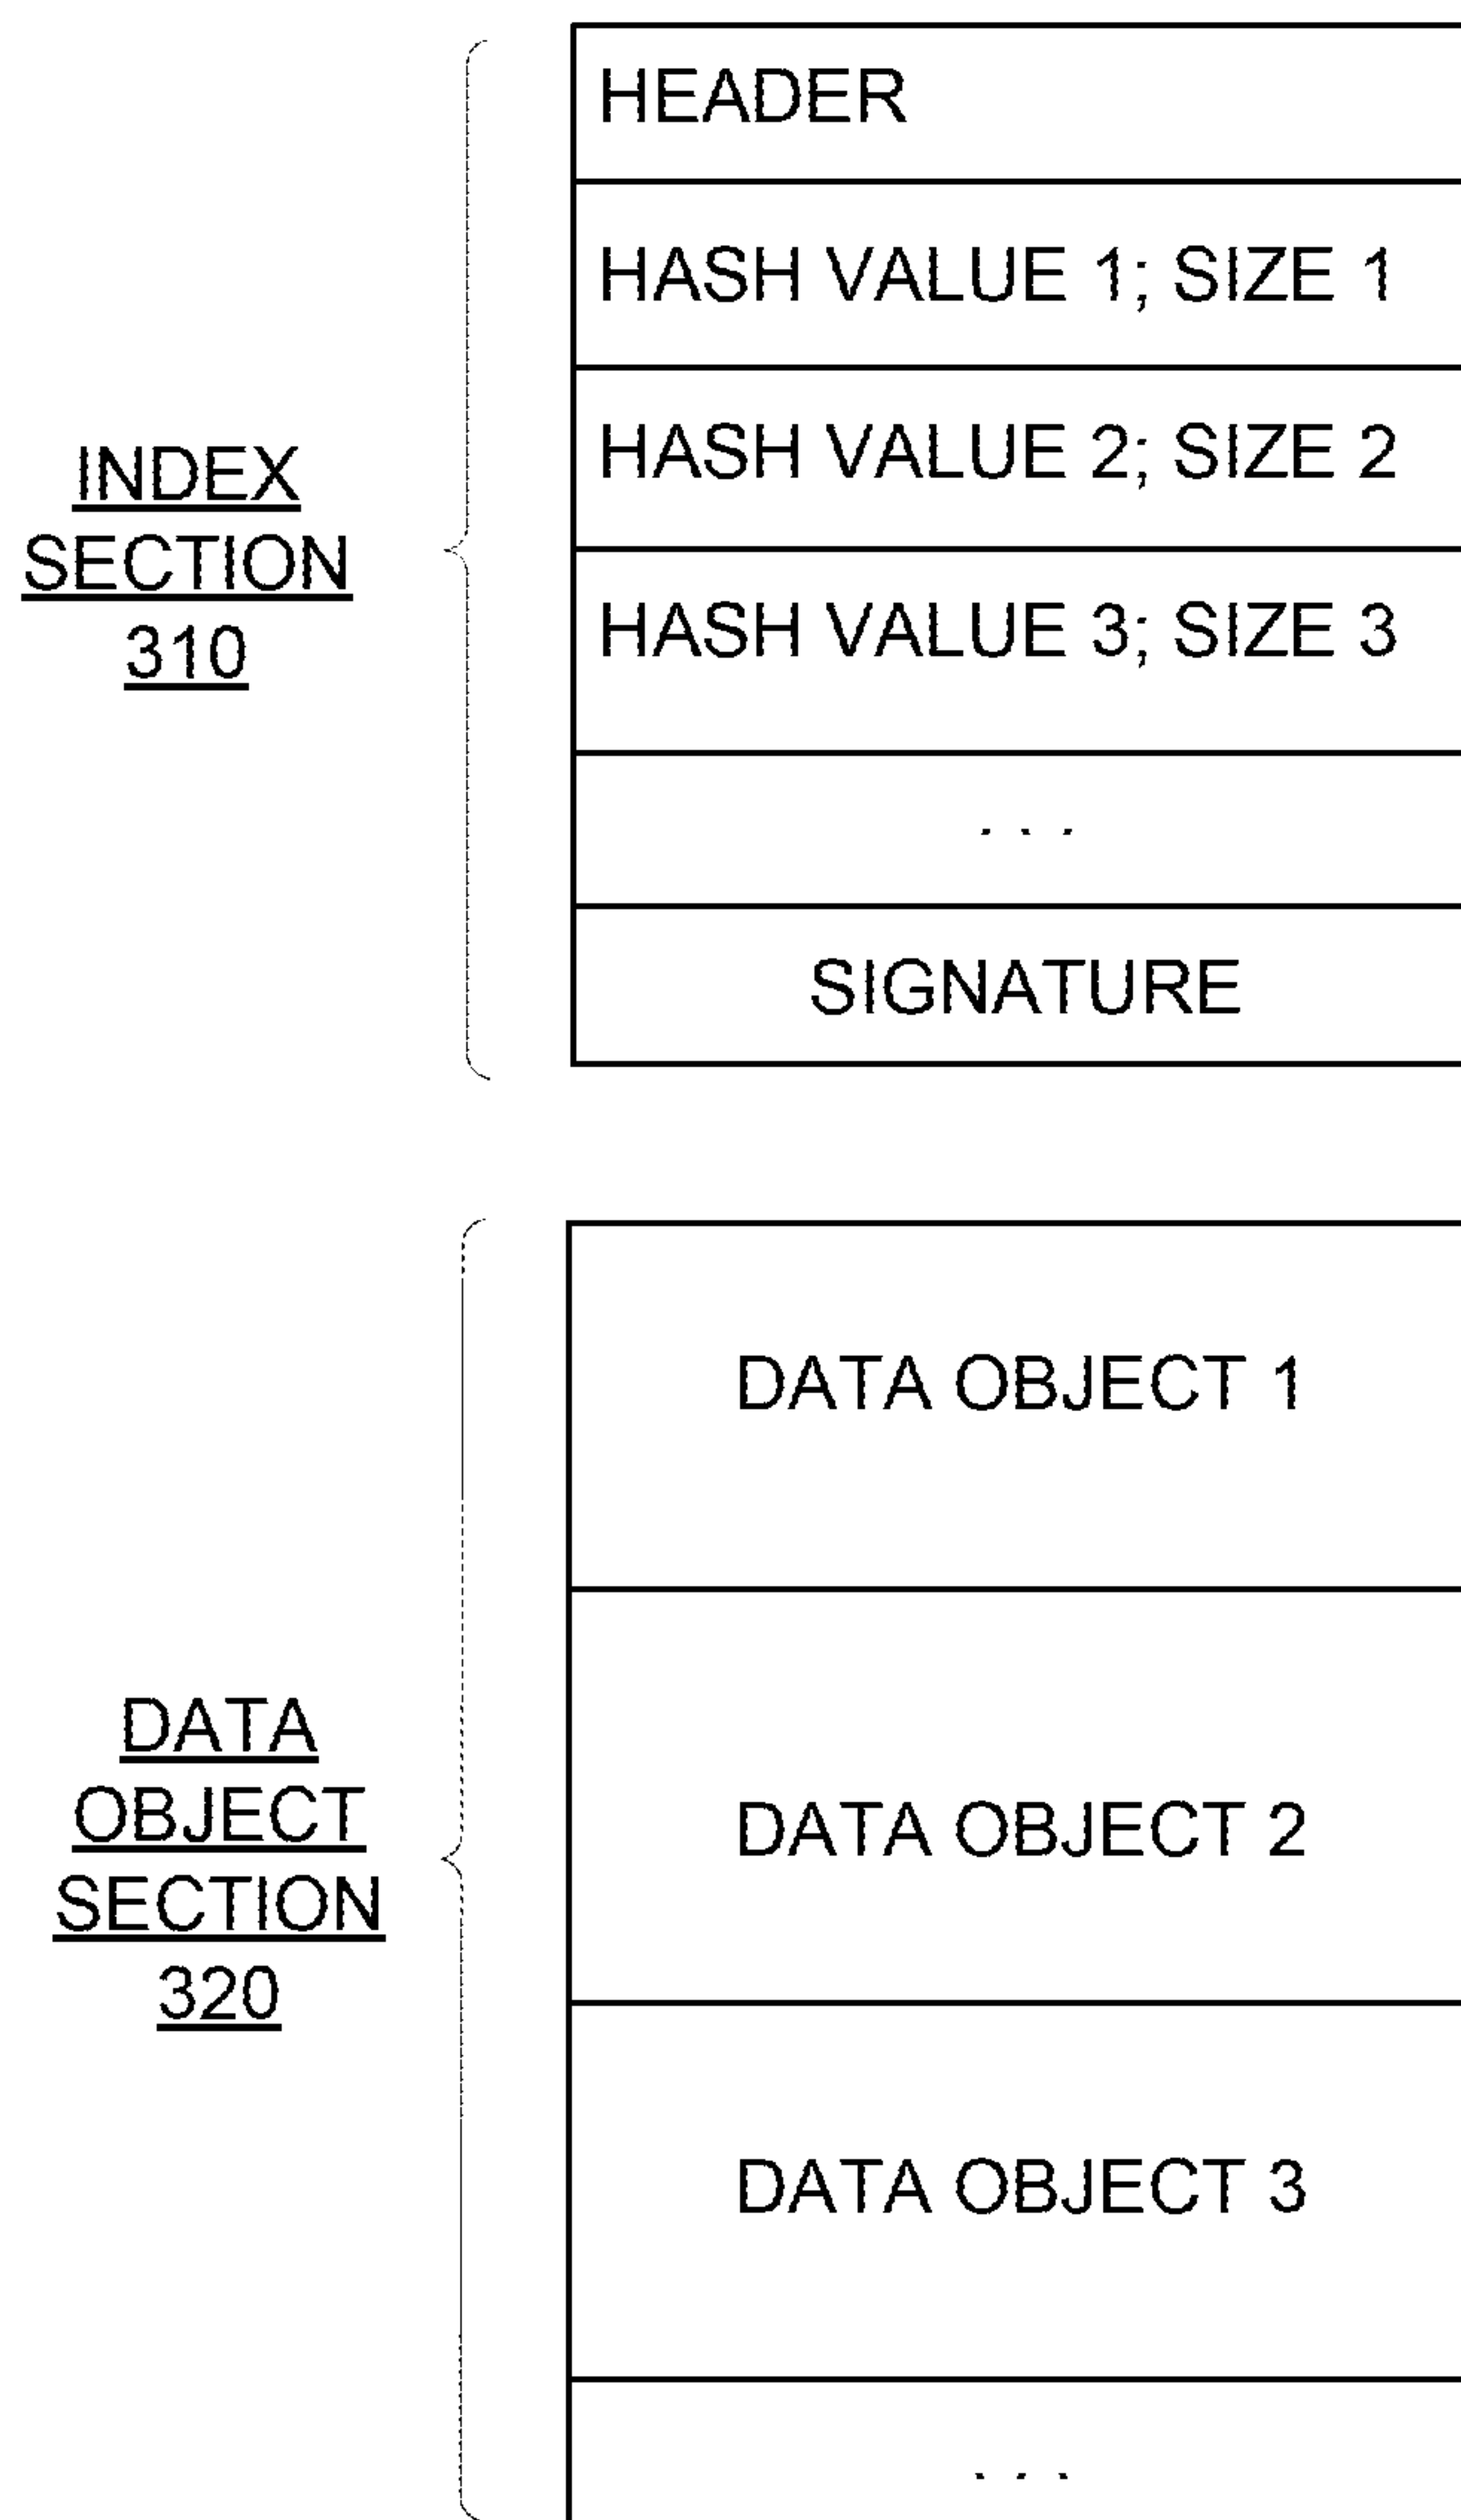 HEADER
HASH VALUE 1; SIZE 1
HASH VALUE 2; SIZE 2
INDEX
SECTION
310
HASH VALUE 3; SIZE 3
. . .
SIGNATURE
DATA OBJECT 1
DATA
OBJECT
SECTION
320
DATA OBJECT 2
DATA OBJECT 3
. . .